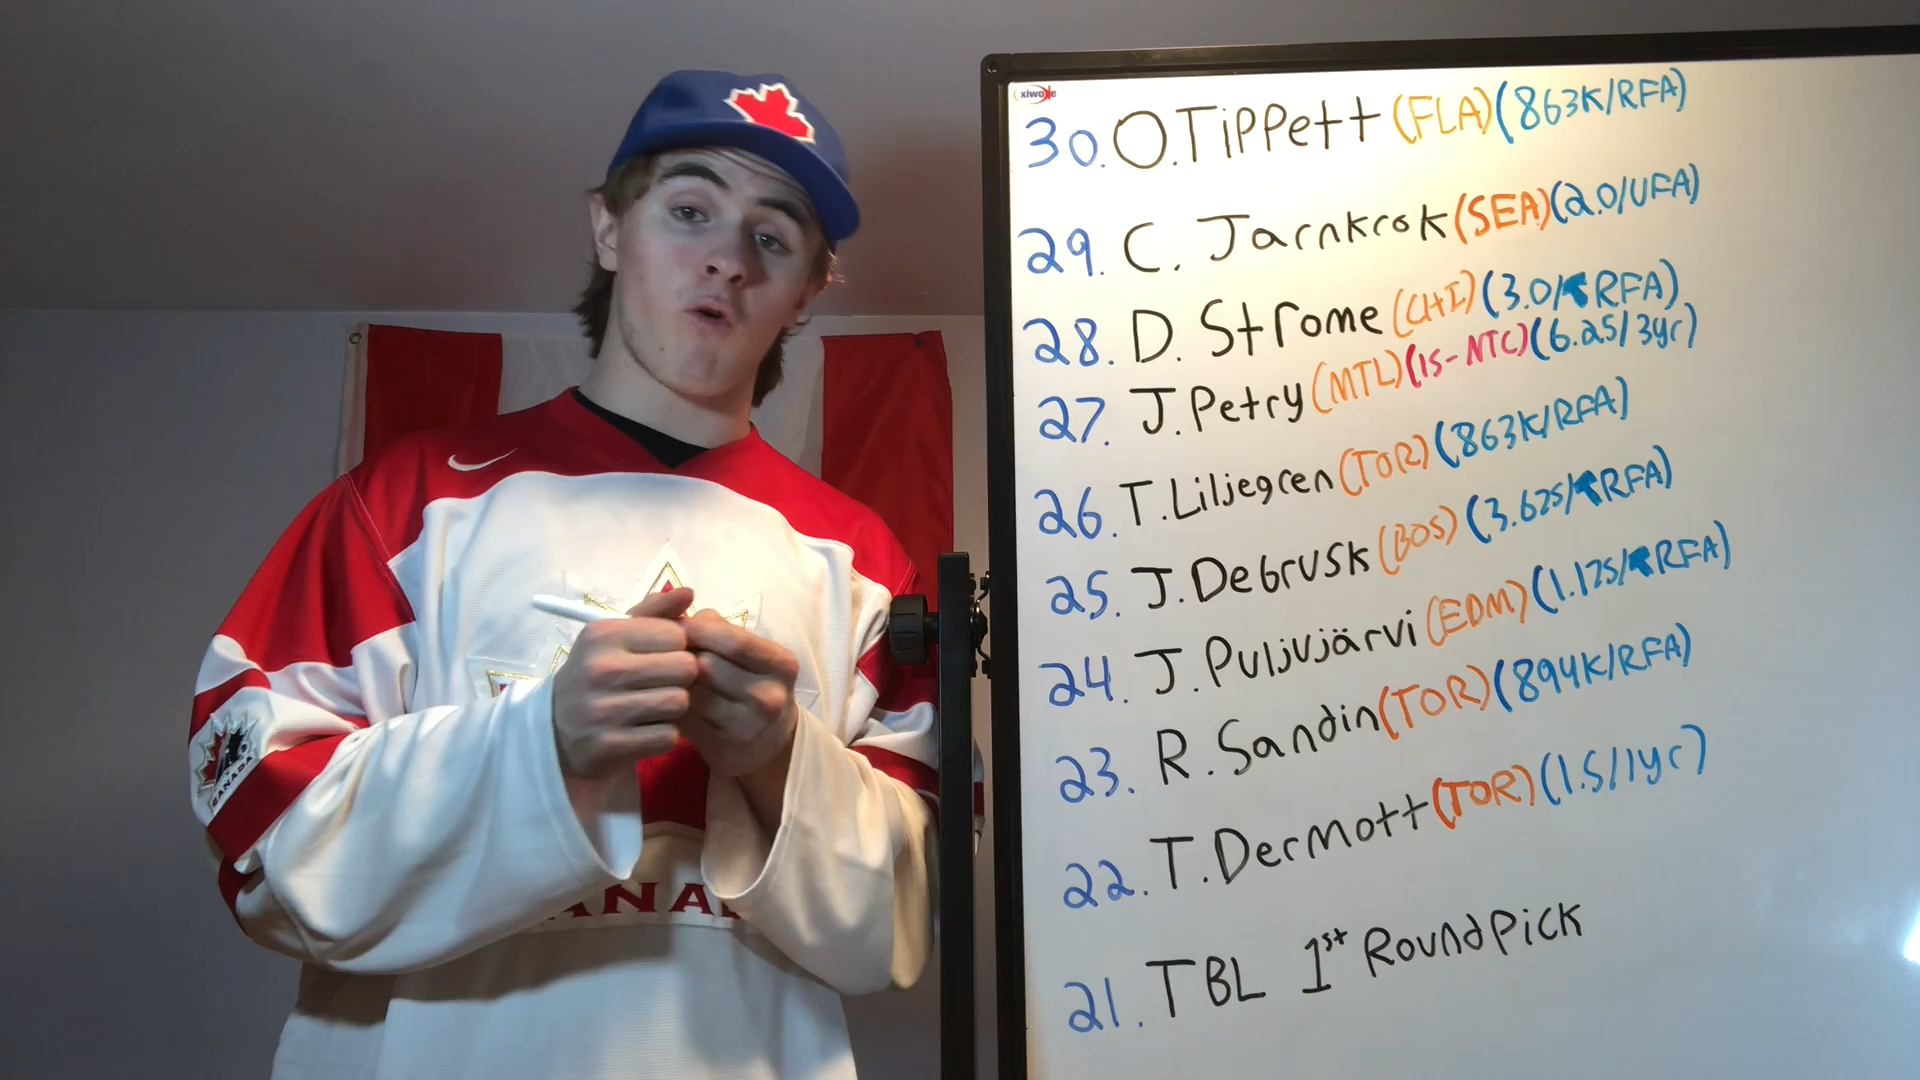 xiwode
30. O. Tippett (FLA) (863K/RFA)
29. C. Jarnkrok (SEA) (2.0/UFA)
28. D. Strome (CHI) (3.0/RFA)
27. J. Petry (MTL) (15-NTC) (6.25/3yr)
26. T. Liljegren (TOR) (863K/RFA)
25. J. Debrusk (BOS) (3.625/RFA)
24. J. Puljujärvi (EDM) (1.175/RFA)
23. R. Sandin (TOR) (894K/RFA)
22. T. Dermott (TOR) (1.5/1yr)
21. TBL 1st Round Pick
CANADA
ANA